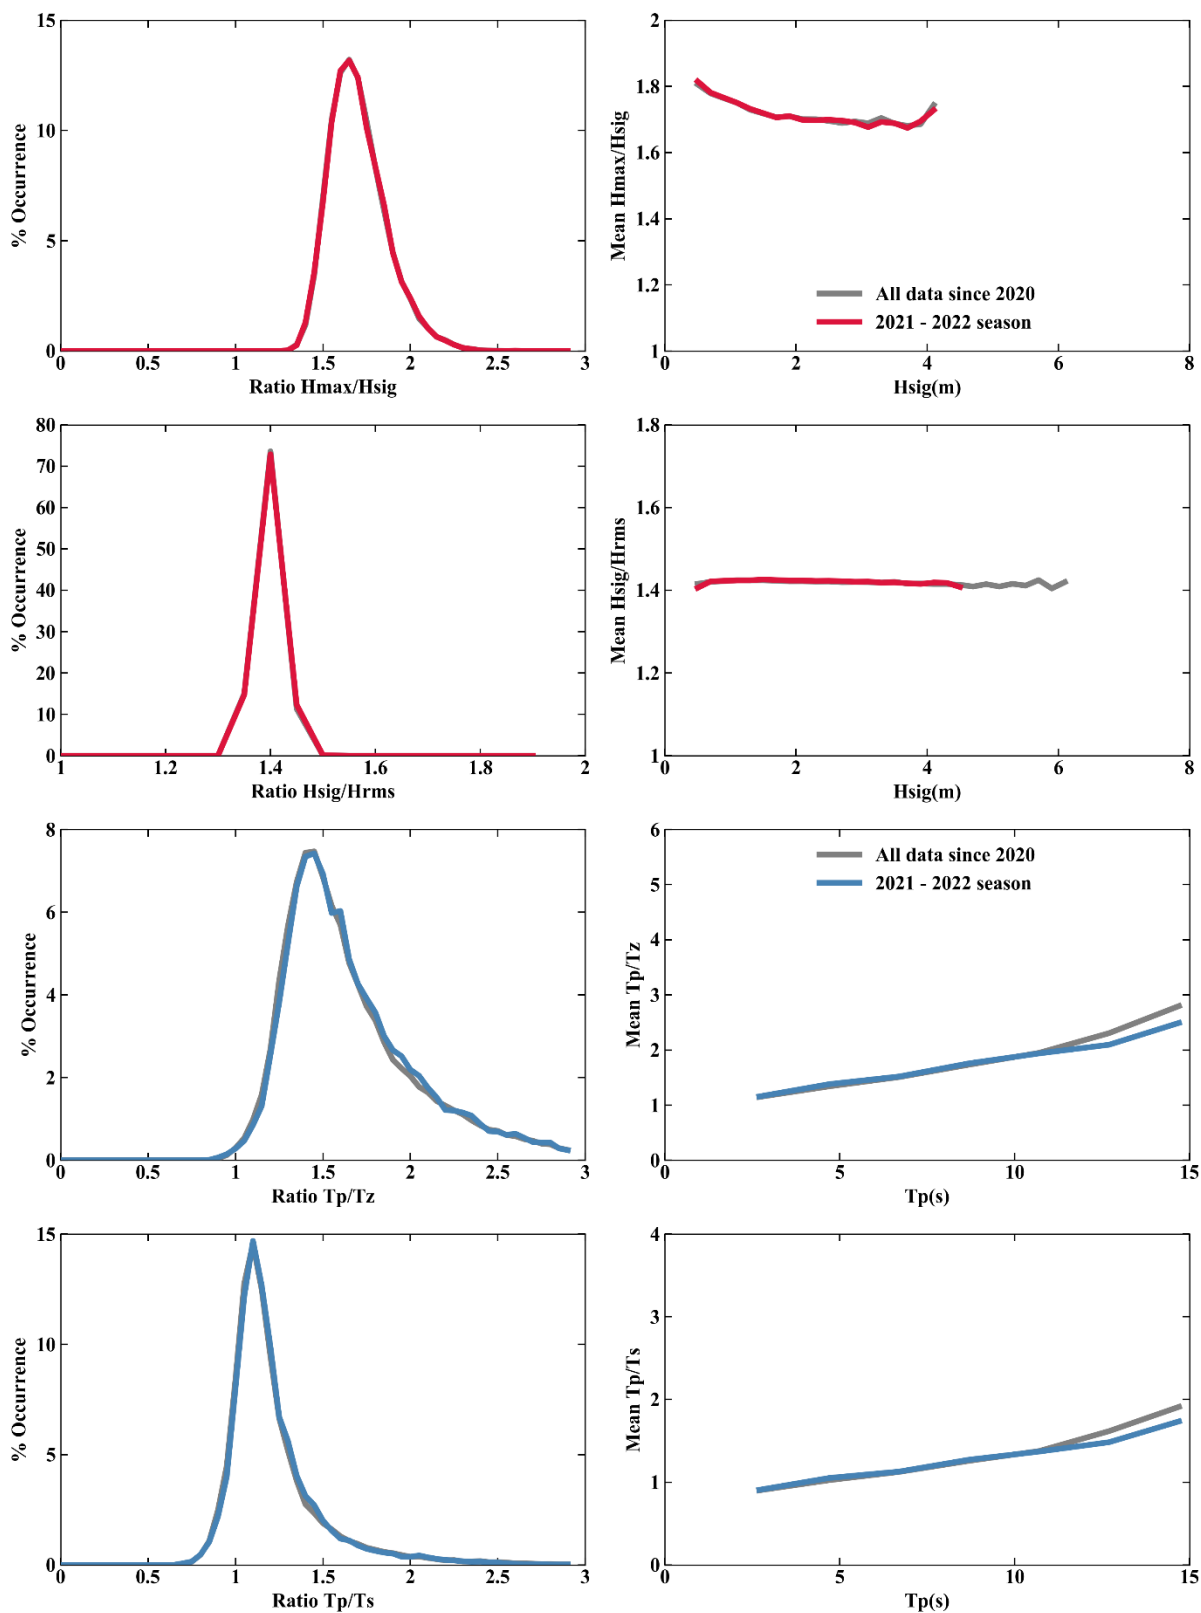 15
10
5
0
% Occurrence
0 0.5 1 1.5 2 2.5 3
Ratio Hmax/Hsig
2
1.8
1.6
1.4
1.2
1
Mean Hmax/Hsig
All data since 2020
2021 - 2022 season
0 2 4 6 8
Hsig(m)
80
70
60
50
40
30
20
10
0
% Occurrence
1 1.2 1.4 1.6 1.8 2
Ratio Hsig/Hrms
1.8
1.6
1.4
1.2
1
Mean Hsig/Hrms
0 2 4 6 8
Hsig(m)
8
6
4
2
0
% Occurrence
0 0.5 1 1.5 2 2.5 3
Ratio Tp/Tz
6
5
4
3
2
1
0
Mean Tp/Tz
All data since 2020
2021 - 2022 season
0 5 10 15
Tp(s)
15
10
5
0
% Occurrence
0 0.5 1 1.5 2 2.5 3
Ratio Tp/Ts
4
3
2
1
0
Mean Tp/Ts
0 5 10 15
Tp(s)